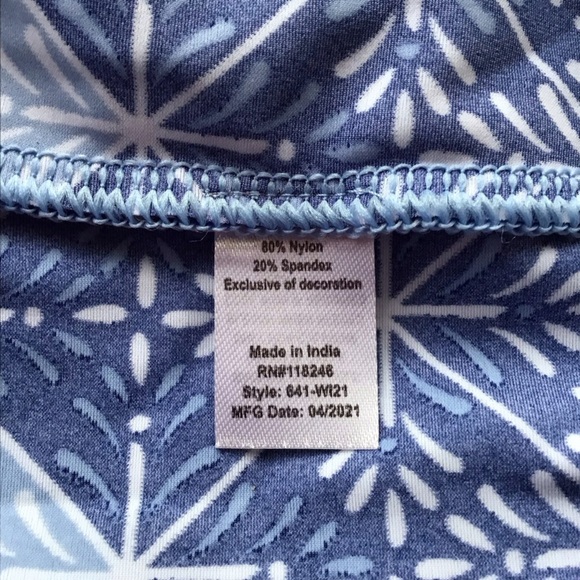 80% Nylon
20% Spandex
Exclusive of decoration
Made in India
RN#118246
Style: 641-WI21
MFG Date: 04/2021